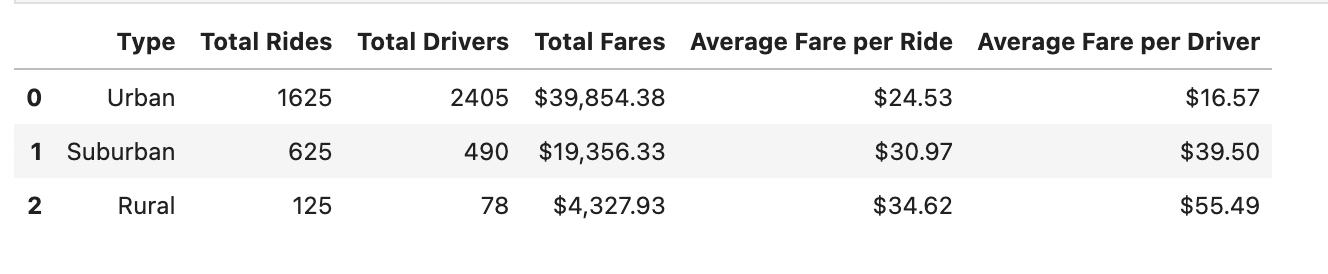 Type Total Rides Total Drivers Total Fares Average Fare per Ride Average Fare per Driver
0 Urban 1625 2405 $39,854.38 $24.53 $16.57
1 Suburban 625 490 $19,356.33 $30.97 $39.50
2 Rural 125 78 $4,327.93 $34.62 $55.49